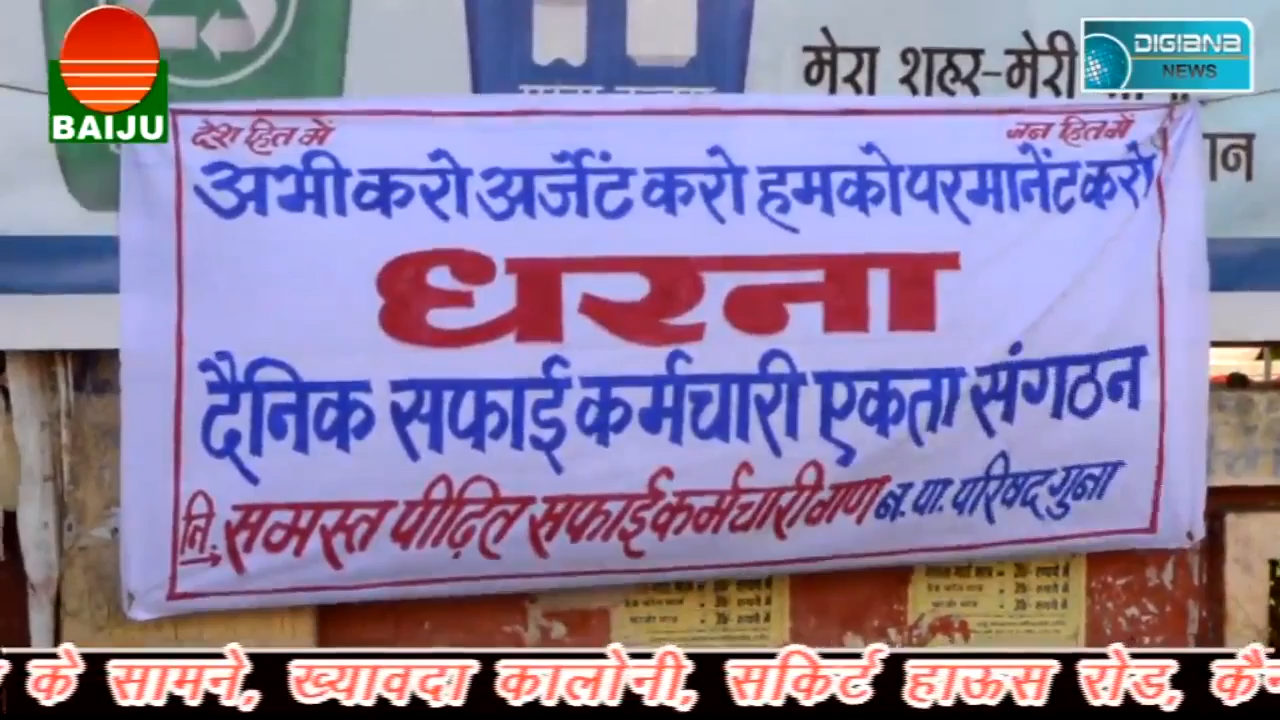 BAIJU
DIGIANA
NEWS
मेरा शहर-मेरी
देश हित में
जन हित में
अभी करो अर्जेंट करो हमको परमानेंट करो
धरना
दैनिक सफाई कर्मचारी एकता संगठन
नि. समस्त पीढ़ित सफाई कर्मचारी गण न. पा. परिषद गुना
के सामने, ख्यावदा कालोनी, सर्किट हाऊस रोड,